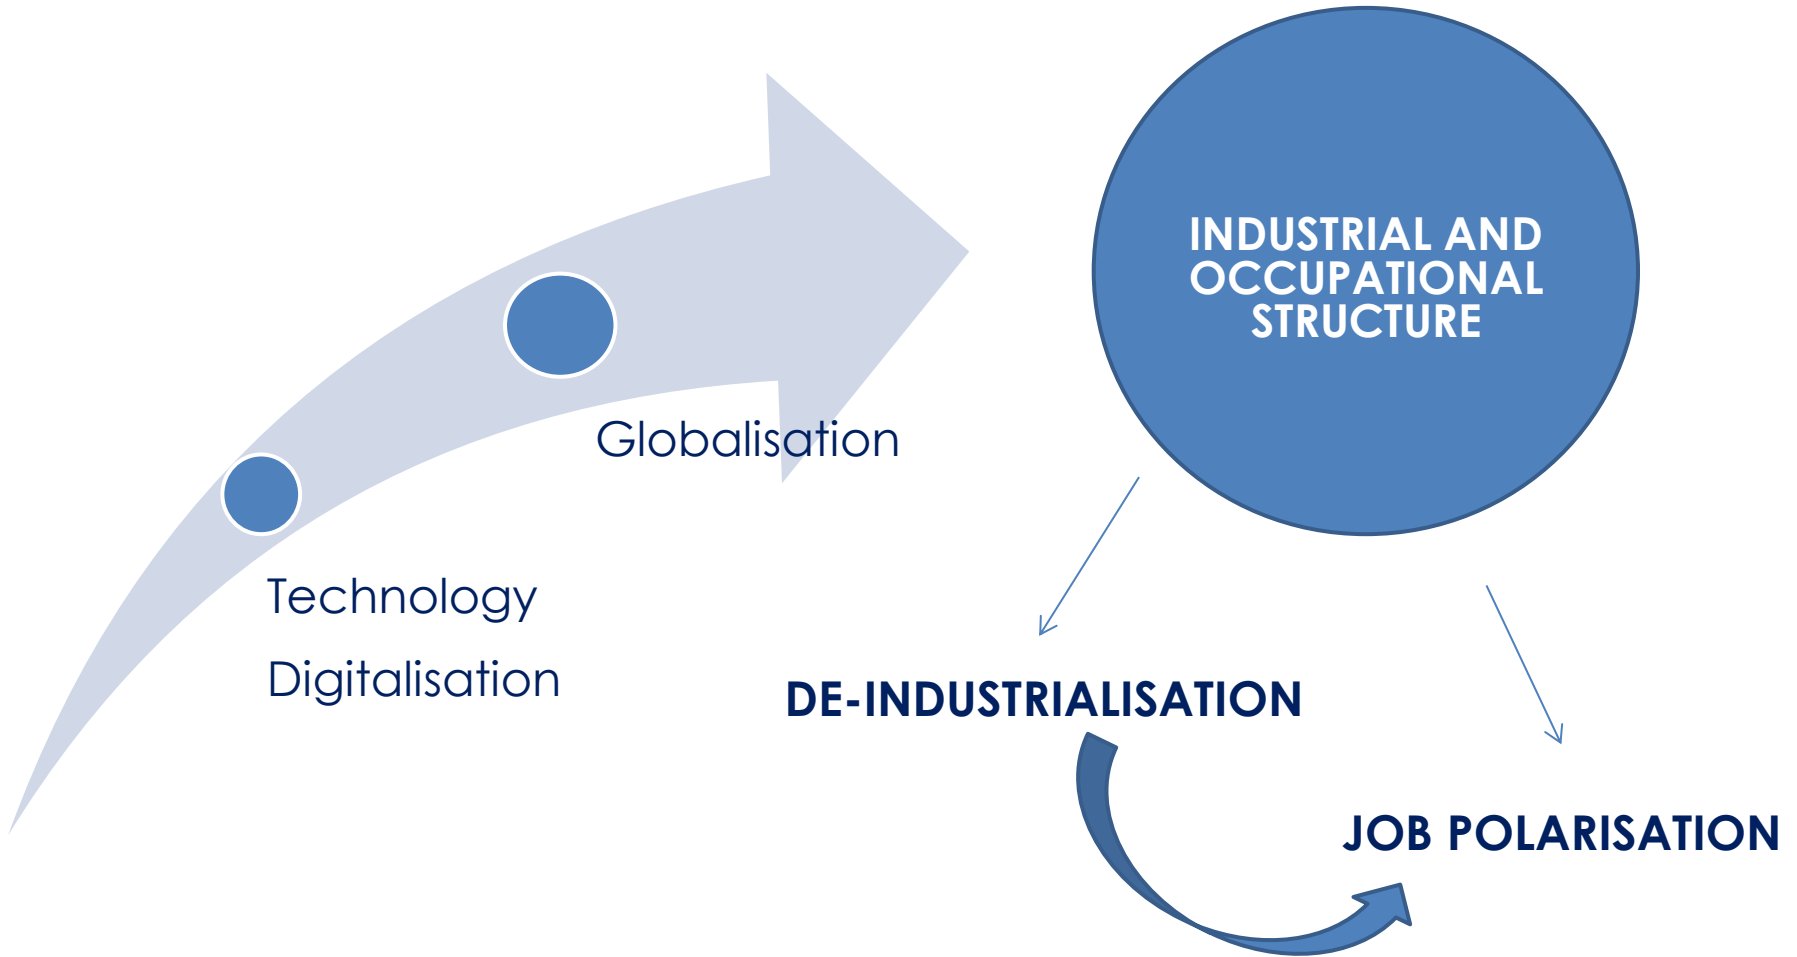 INDUSTRIAL AND
OCCUPATIONAL
STRUCTURE
Globalisation
Technology
Digitalisation
DE-INDUSTRIALISATION
JOB POLARISATION